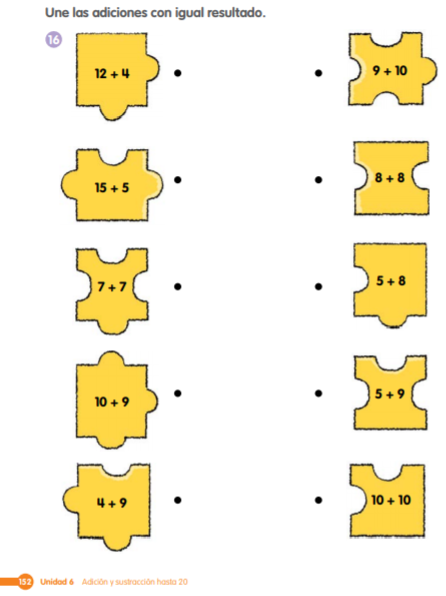 Une las adiciones con igual resultado.
16
12 + 4
9 + 10
15 + 5
8 + 8
7 + 7
5 + 8
10 + 9
5 + 9
4 + 9
10 + 10
152 Unidad 6 Adición y sustracción hasta 20